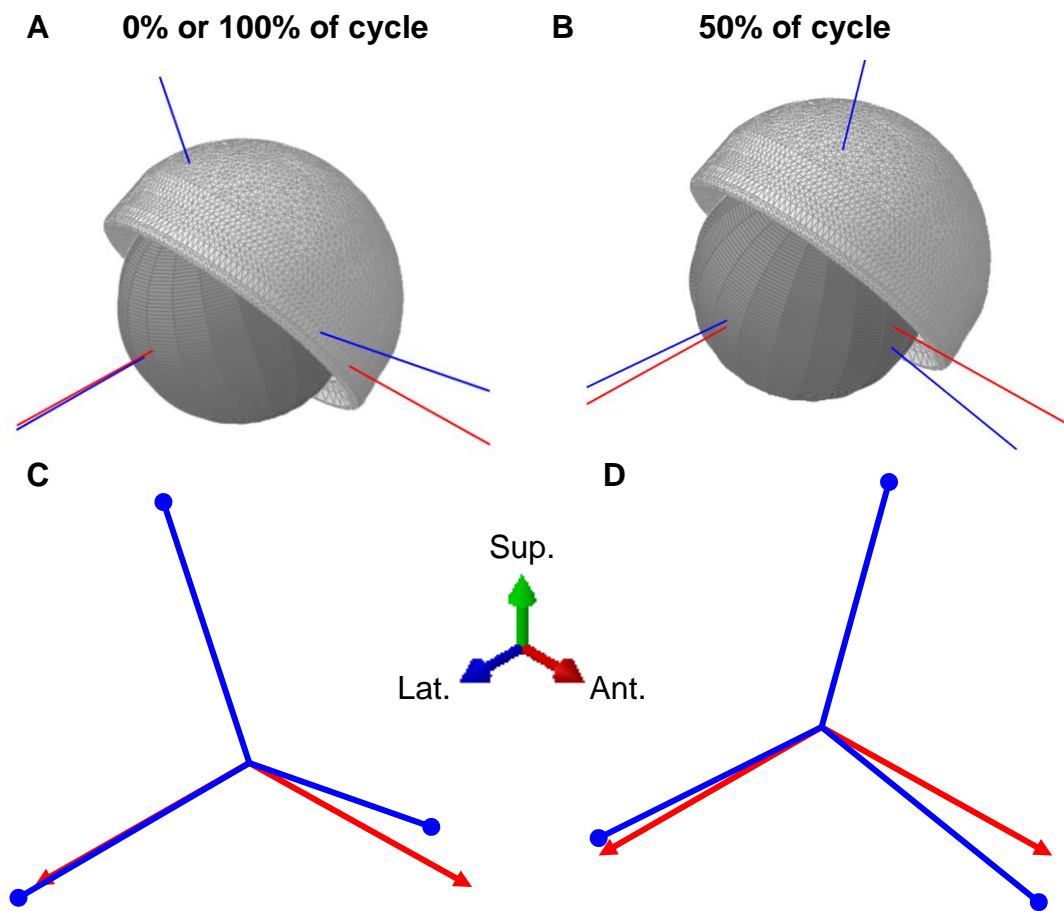 A 0% or 100% of cycle
B 50% of cycle
C
D
Sup.
Lat.
Ant.